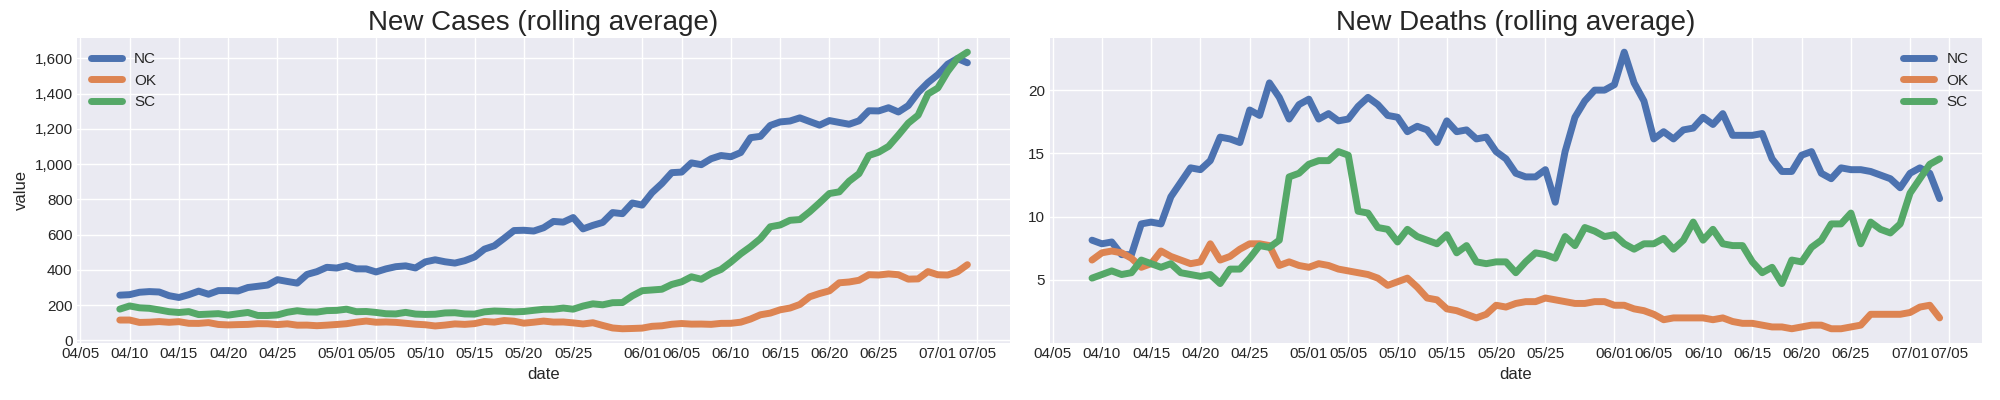 New Cases (rolling average)
NC
OK
SC
1,600
1,400
1,200
1,000
800
600
400
200
0
value
04/05 04/10 04/15 04/20 04/25 05/01 05/05 05/10 05/15 05/20 05/25 06/01 06/05 06/10 06/15 06/20 06/25 07/01 07/05
date
New Deaths (rolling average)
NC
OK
SC
20
15
10
5
04/05 04/10 04/15 04/20 04/25 05/01 05/05 05/10 05/15 05/20 05/25 06/01 06/05 06/10 06/15 06/20 06/25 07/01 07/05
date